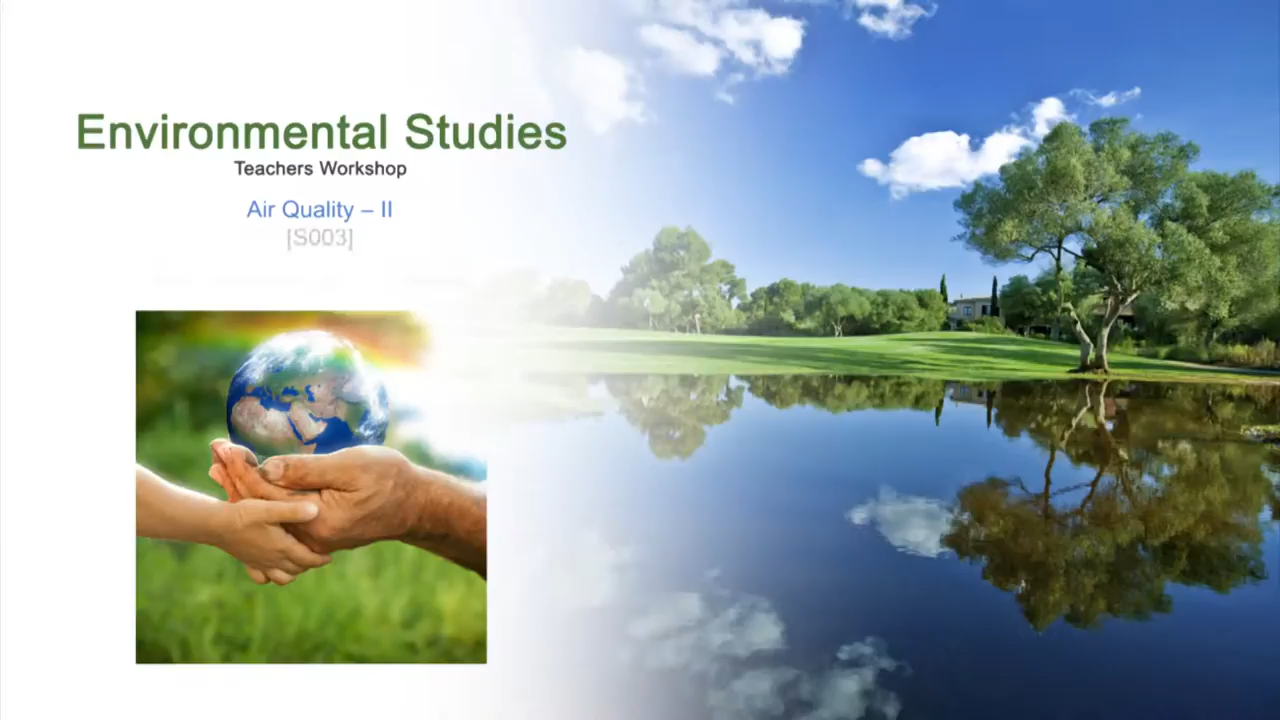 Environmental Studies
Teachers Workshop
Air Quality – II
[S003]